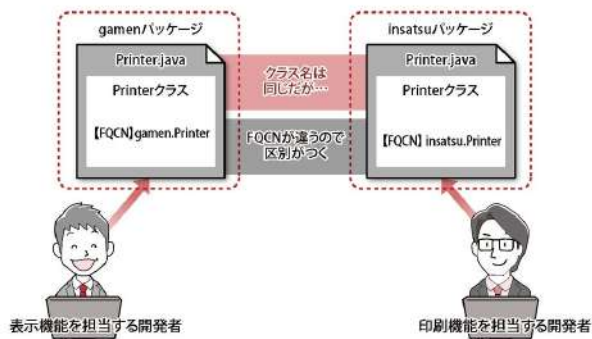 gamenパッケージ
Printer.java
Printerクラス
【FQCN】gamen.Printer
クラス名は
同じだが…
FQCNが違うので
区別がつく
insatsuパッケージ
Printer.java
Printerクラス
【FQCN】insatsu.Printer
表示機能を担当する開発者
印刷機能を担当する開発者